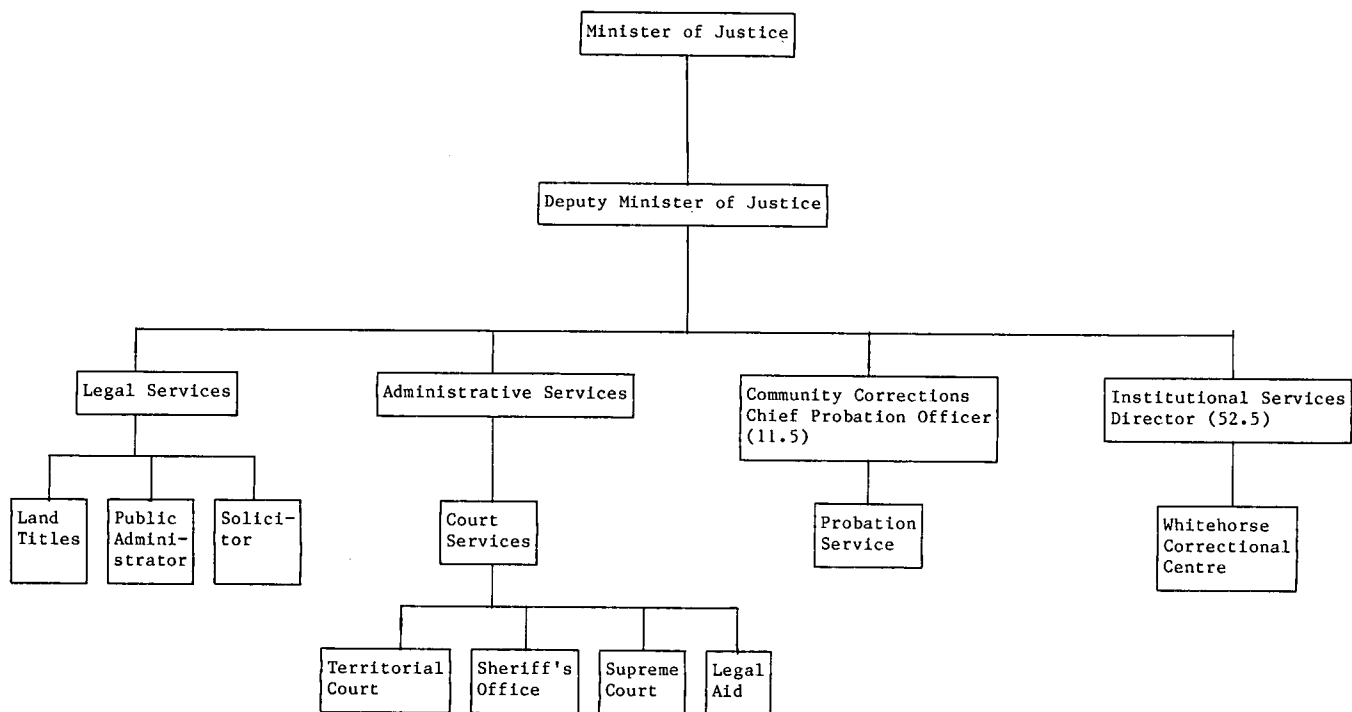 Minister of Justice
Deputy Minister of Justice
Legal Services
Administrative Services
Community Corrections
Chief Probation Officer
(11.5)
Institutional Services
Director (52.5)
Land
Titles
Public
Admini-
strator
Solici-
tor
Court
Services
Probation
Service
Whitehorse
Correctional
Centre
Territorial
Court
Sheriff's
Office
Supreme
Court
Legal
Aid